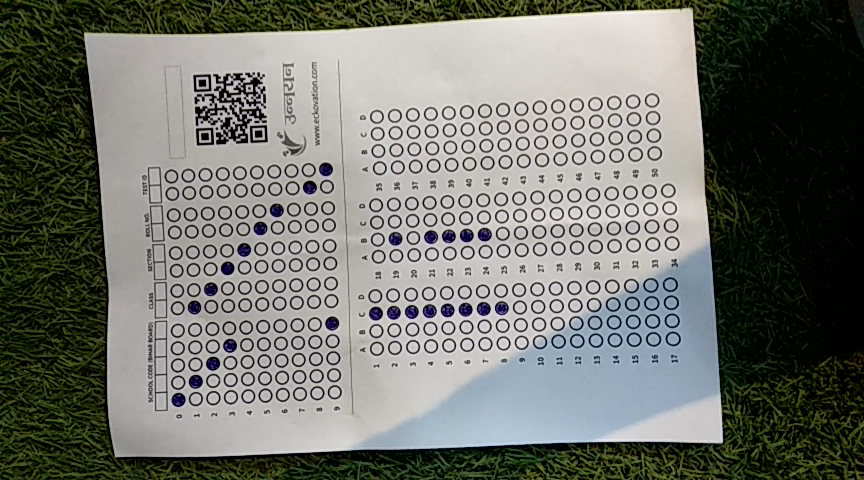 उन्नयन
www.eckovation.com
SCHOOL CODE (BIHAR BOARD) CLASS SECTION ROLL NO. TEST ID
0
1
2
3
4
5
6
7
8
9
A B C D A B C D A B C D
1 18 35
2 19 36
3 20 37
4 21 38
5 22 39
6 23 40
7 24 41
8 25 42
9 26 43
10 27 44
11 28 45
12 29 46
13 30 47
14 31 48
15 32 49
16 33 50
17 34